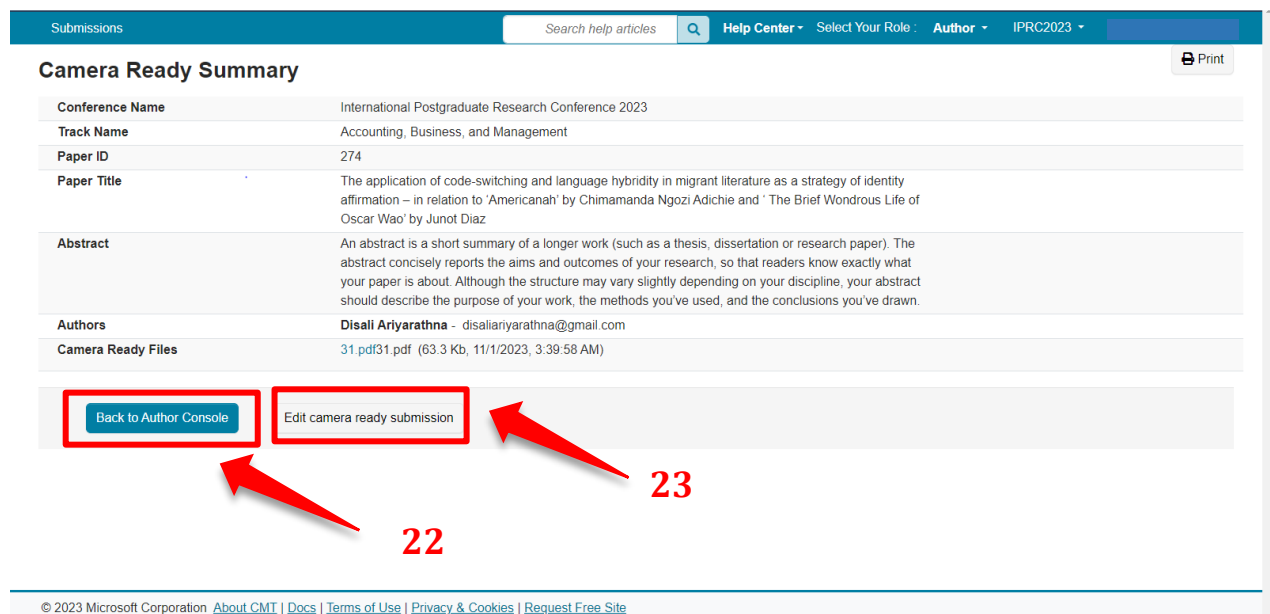 Submissions Search help articles Help Center Select Your Role : Author IPRC2023
Print
Camera Ready Summary
Conference Name International Postgraduate Research Conference 2023
Track Name Accounting, Business, and Management
Paper ID 274
Paper Title The application of code-switching and language hybridity in migrant literature as a strategy of identity
affirmation – in relation to 'Americanah' by Chimamanda Ngozi Adichie and ' The Brief Wondrous Life of
Oscar Wao' by Junot Diaz
Abstract An abstract is a short summary of a longer work (such as a thesis, dissertation or research paper). The
abstract concisely reports the aims and outcomes of your research, so that readers know exactly what
your paper is about. Although the structure may vary slightly depending on your discipline, your abstract
should describe the purpose of your work, the methods you've used, and the conclusions you've drawn.
Authors Disali Ariyarathna - disaliariyarathna@gmail.com
Camera Ready Files 31.pdf31.pdf (63.3 Kb, 11/1/2023, 3:39:58 AM)
Back to Author Console Edit camera ready submission
23
22
© 2023 Microsoft Corporation About CMT | Docs | Terms of Use | Privacy & Cookies | Request Free Site